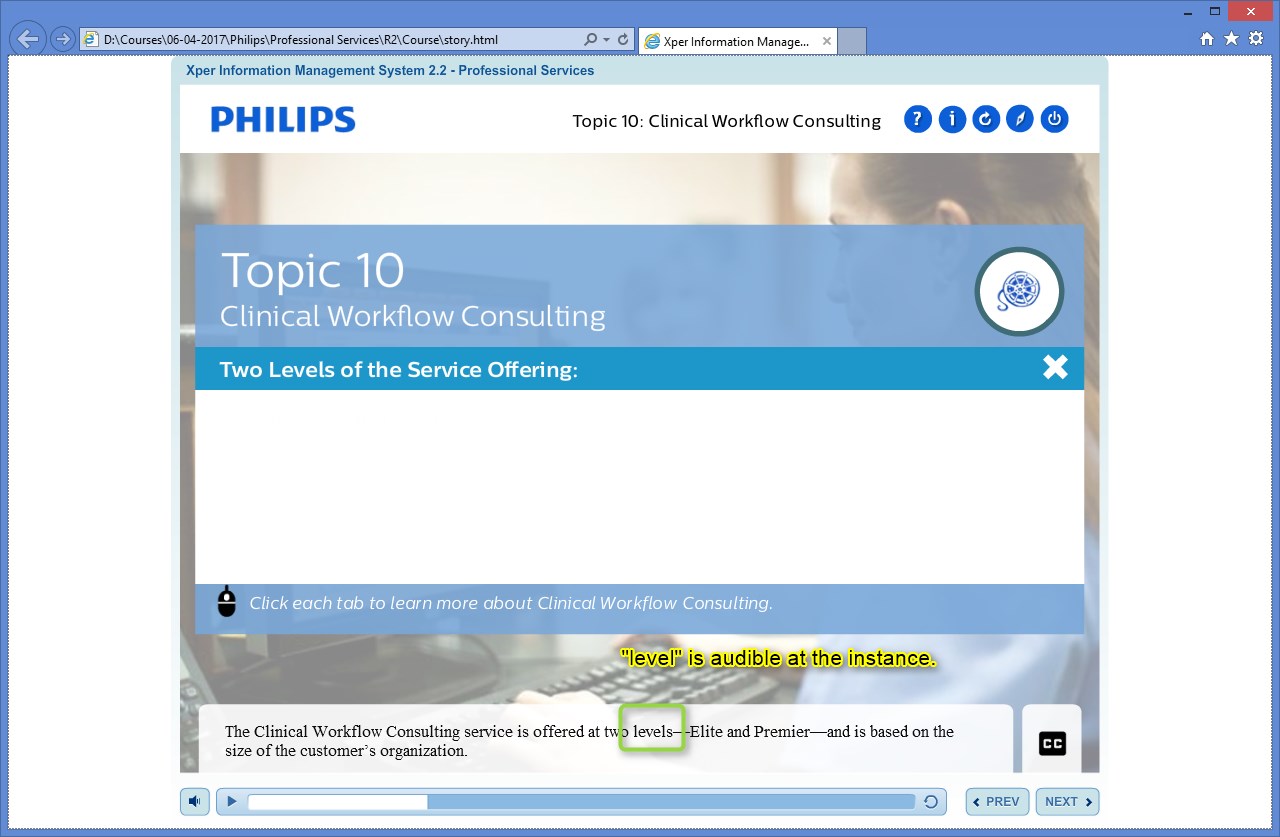 D:\Courses\06-04-2017\Philips\Professional Services\R2\Course\story.html
Xper Information Manage...
Xper Information Management System 2.2 - Professional Services
PHILIPS
Topic 10: Clinical Workflow Consulting
Topic 10
Clinical Workflow Consulting
Two Levels of the Service Offering:
Click each tab to learn more about Clinical Workflow Consulting.
"level" is audible at the instance.
The Clinical Workflow Consulting service is offered at two levels—Elite and Premier—and is based on the
size of the customer’s organization.
CC
PREV
NEXT